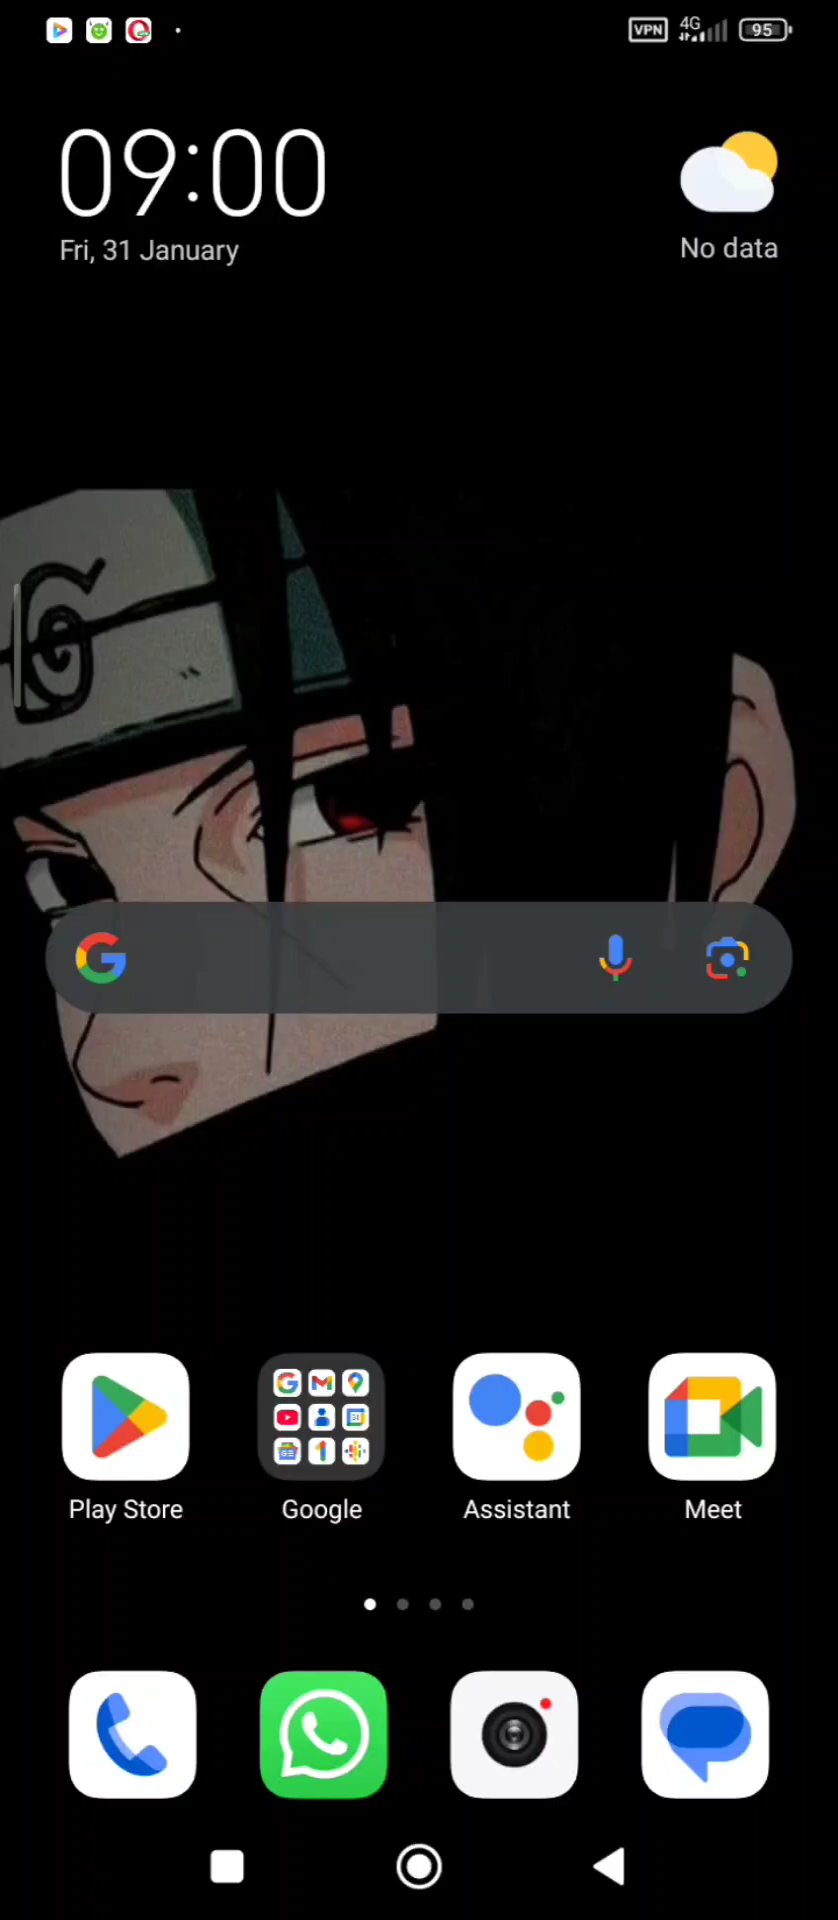 VPN 4G 95
09:00
Fri, 31 January
No data
Play Store Google Assistant Meet